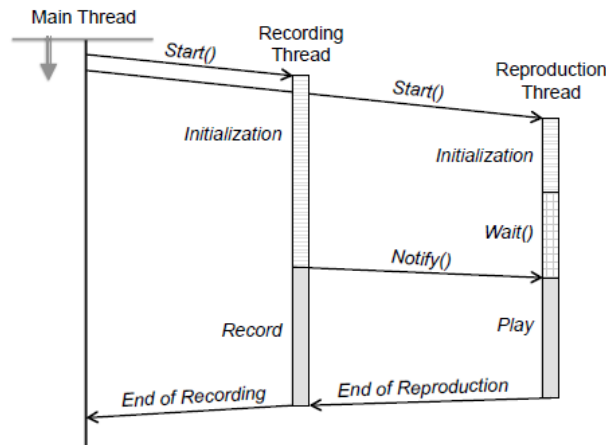 Main Thread
Recording
Thread
Reproduction
Thread
Start()
Start()
Initialization
Initialization
Wait()
Notify()
Record
Play
End of Recording
End of Reproduction